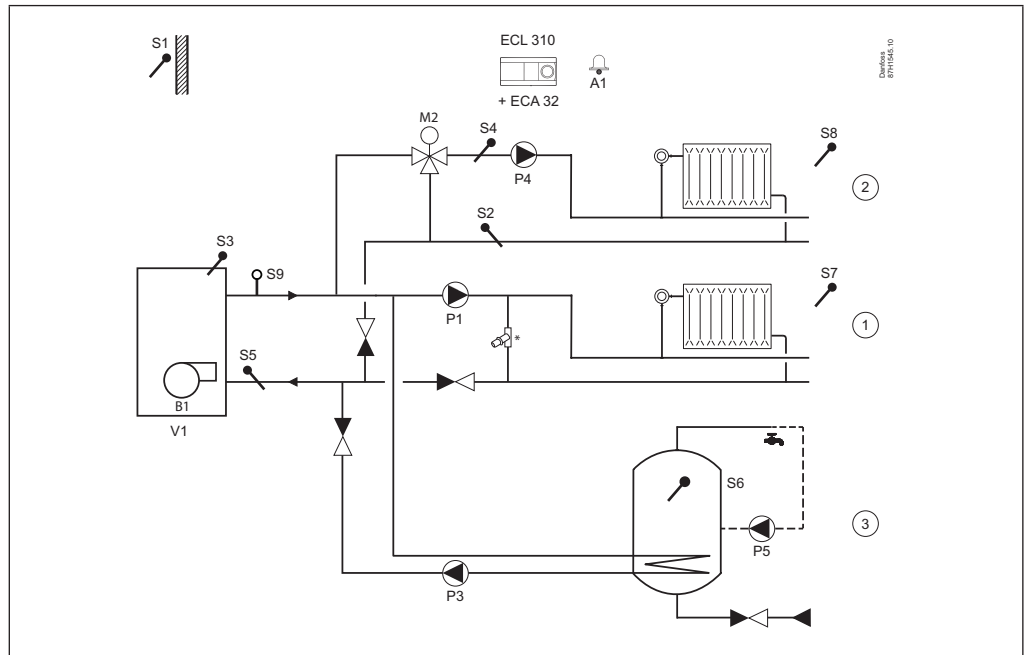 S1
ECL 310
A1
+ ECA 32
Danfoss
87H1545.10
M2
S4
P4
S8
2
S2
S3
S9
P1
S7
1
*
S5
B1
V1
S6
3
P5
P3